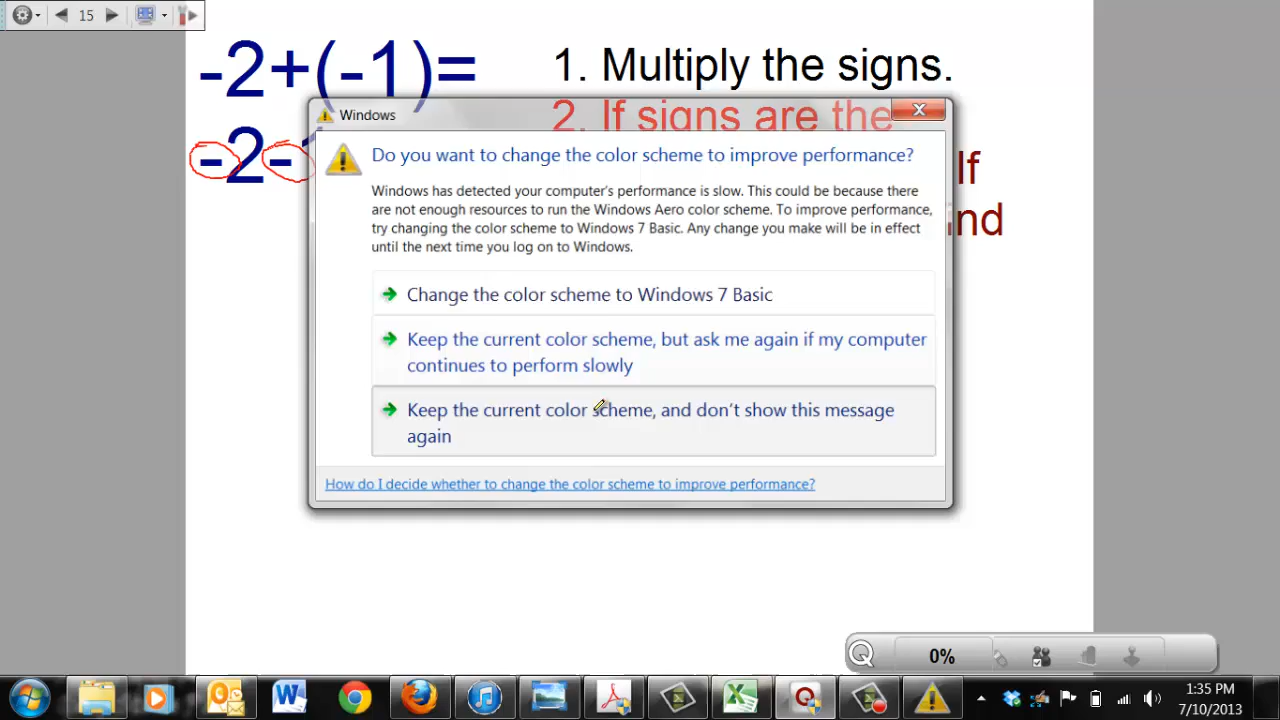 15
-2+(-1)=
1. Multiply the signs.
2. If signs are the
-2-1
If
ind
Windows
Do you want to change the color scheme to improve performance?
Windows has detected your computer's performance is slow. This could be because there
are not enough resources to run the Windows Aero color scheme. To improve performance,
try changing the color scheme to Windows 7 Basic. Any change you make will be in effect
until the next time you log on to Windows.
Change the color scheme to Windows 7 Basic
Keep the current color scheme, but ask me again if my computer
continues to perform slowly
Keep the current color scheme, and don't show this message
again
How do I decide whether to change the color scheme to improve performance?
0%
1:35 PM
7/10/2013